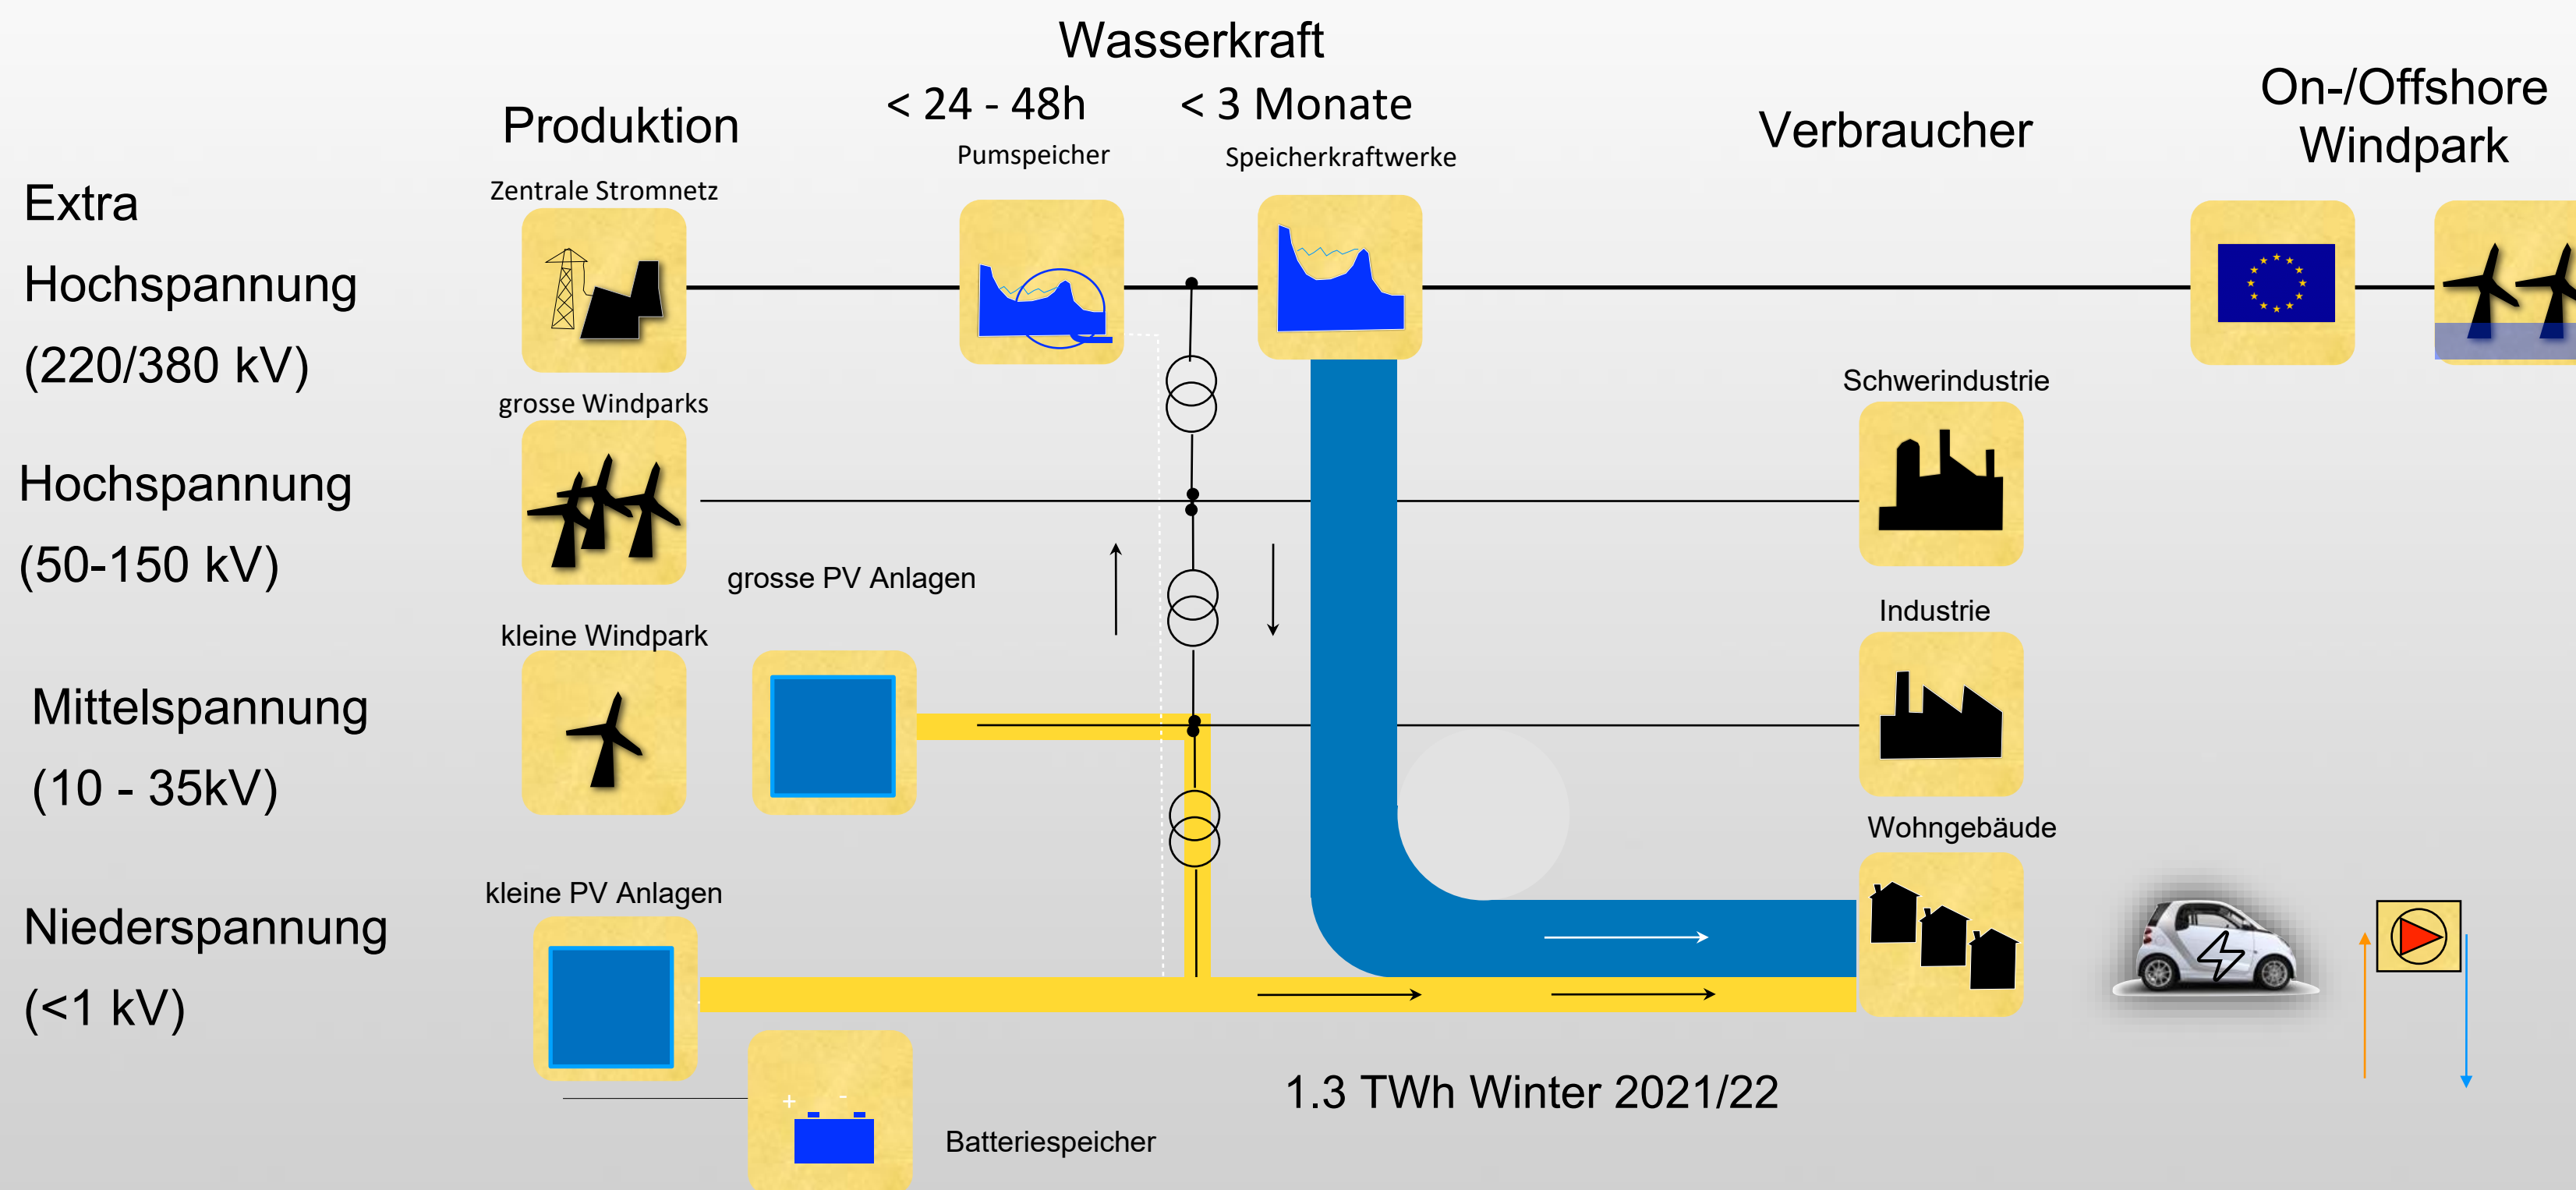 Wasserkraft
< 24 - 48h
< 3 Monate
Produktion
Pumspeicher
Speicherkraftwerke
Verbraucher
On-/Offshore
Windpark
Zentrale Stromnetz
Extra
Hochspannung
(220/380 kV)
grosse Windparks
Schwerindustrie
Hochspannung
(50-150 kV)
grosse PV Anlagen
kleine Windpark
Industrie
Mittelspannung
(10 - 35kV)
Wohngebäude
kleine PV Anlagen
Niederspannung
(<1 kV)
1.3 TWh Winter 2021/22
+ -
Batteriespeicher